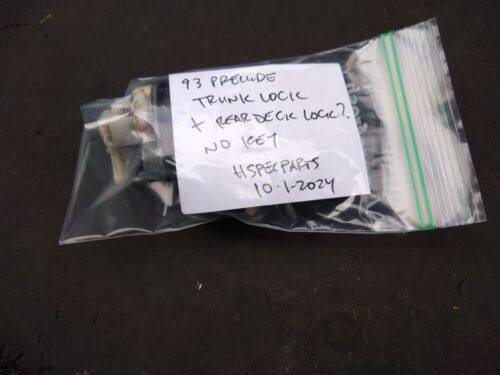 93 PRELUDE
TRUNK LOCK
+ REAR DECK LOCK?
NO KEY
HSPECPARTS
10-1-2024